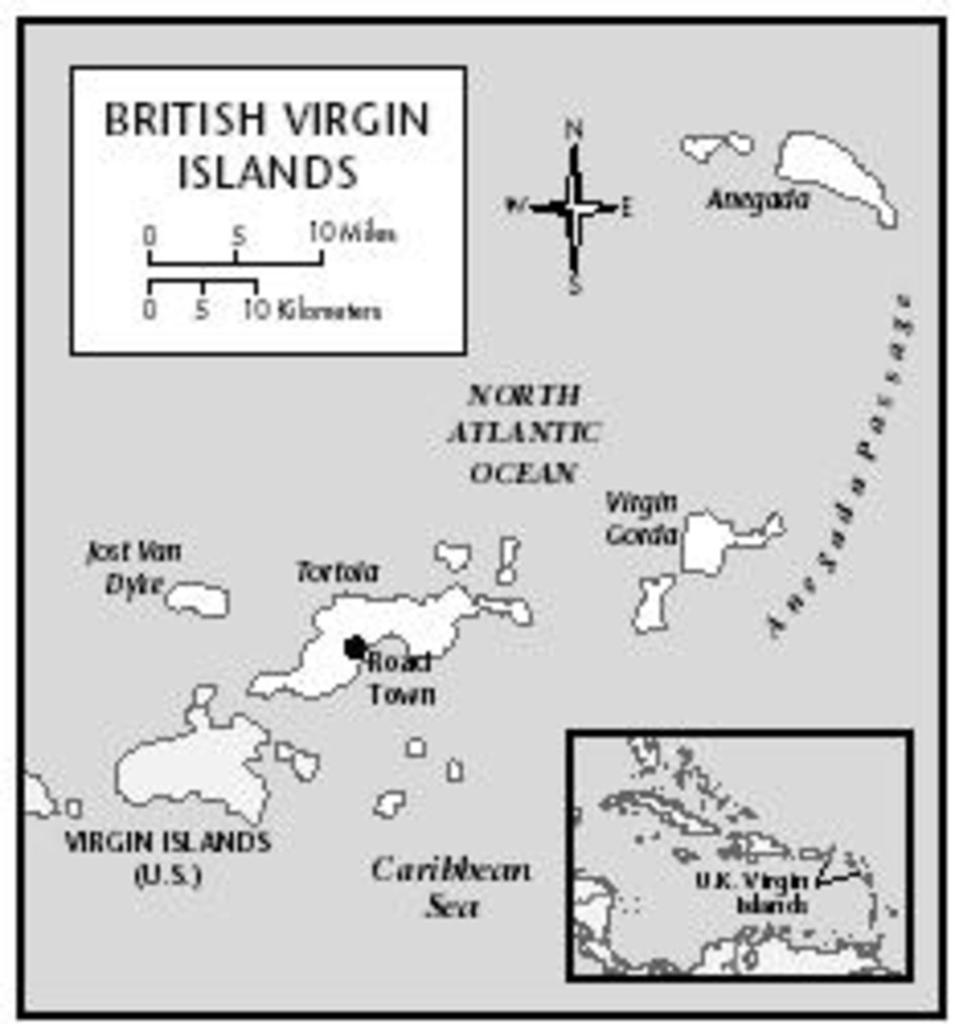 BRITISH VIRGIN
ISLANDS
0 5 10 Miles
0 5 10 Kilometers
N
W E
S
Anegada
Anegada Passage
NORTH
ATLANTIC
OCEAN
Virgin
Gorda
Jost Van
Dyke
Tortola
Road
Town
VIRGIN ISLANDS
(U.S.)
Caribbean
Sea
U.K. Virgin
Islands